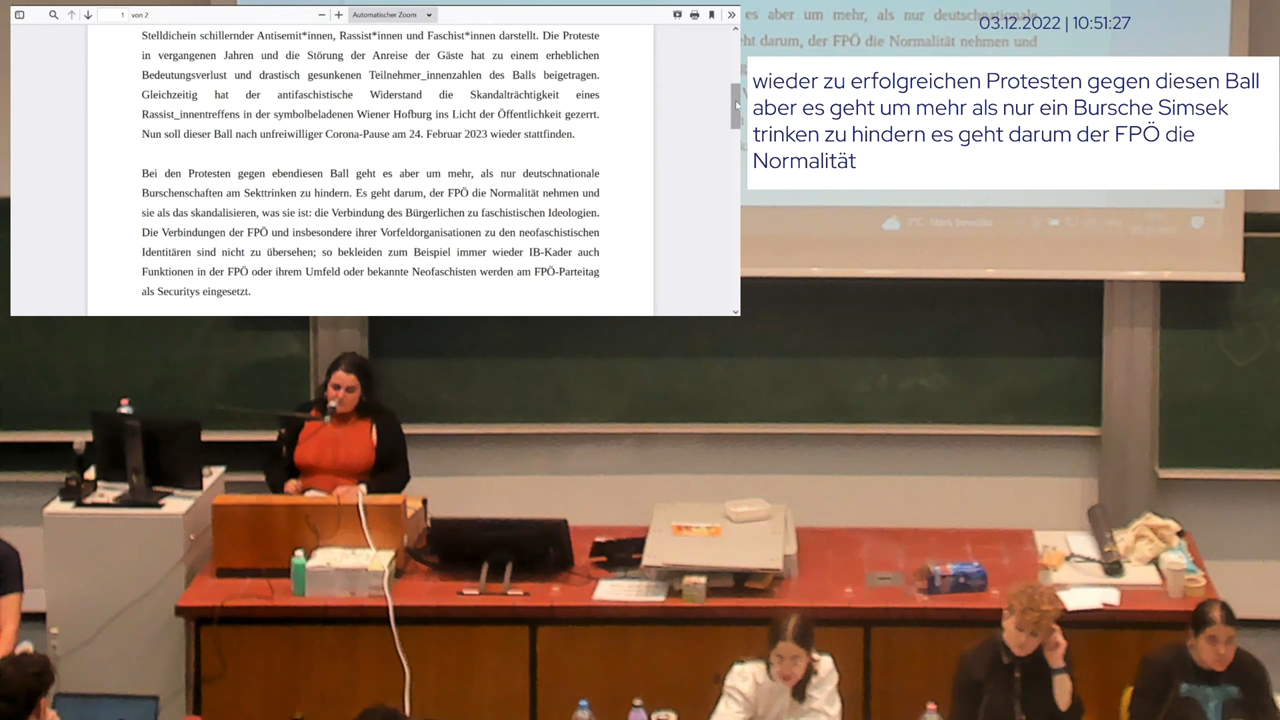 1 von 2
Automatischer Zoom
Stelldichein schillernder Antisemit*innen, Rassist*innen und Faschist*innen darstellt. Die Proteste
in vergangenen Jahren und die Störung der Anreise der Gäste hat zu einem erheblichen
Bedeutungsverlust und drastisch gesunkenen Teilnehmer_innenzahlen des Balls beigetragen.
Gleichzeitig hat der antifaschistische Widerstand die Skandalträchtigkeit eines
Rassist_innentreffens in der symbolbeladenen Wiener Hofburg ins Licht der Öffentlichkeit gezerrt.
Nun soll dieser Ball nach unfreiwilliger Corona-Pause am 24. Februar 2023 wieder stattfinden.
Bei den Protesten gegen ebendiesen Ball geht es aber um mehr, als nur deutschnationale
Burschenschaften am Sekttrinken zu hindern. Es geht darum, der FPÖ die Normalität nehmen und
sie als das skandalisieren, was sie ist: die Verbindung des Bürgerlichen zu faschistischen Ideologien.
Die Verbindungen der FPÖ und insbesondere ihrer Vorfeldorganisationen zu den neofaschistischen
Identitären sind nicht zu übersehen; so bekleiden zum Beispiel immer wieder IB-Kader auch
Funktionen in der FPÖ oder ihrem Umfeld oder bekannte Neofaschisten werden am FPÖ-Parteitag
als Securitys eingesetzt.
es aber um mehr, als nur deutschnationale
03.12.2022 | 10:51:27
ht darum, der FPÖ die Normalität nehmen und
wieder zu erfolgreichen Protesten gegen diesen Ball
aber es geht um mehr als nur ein Bursche Simsek
trinken zu hindern es geht darum der FPÖ die
Normalität
2°C Stark bewölkt